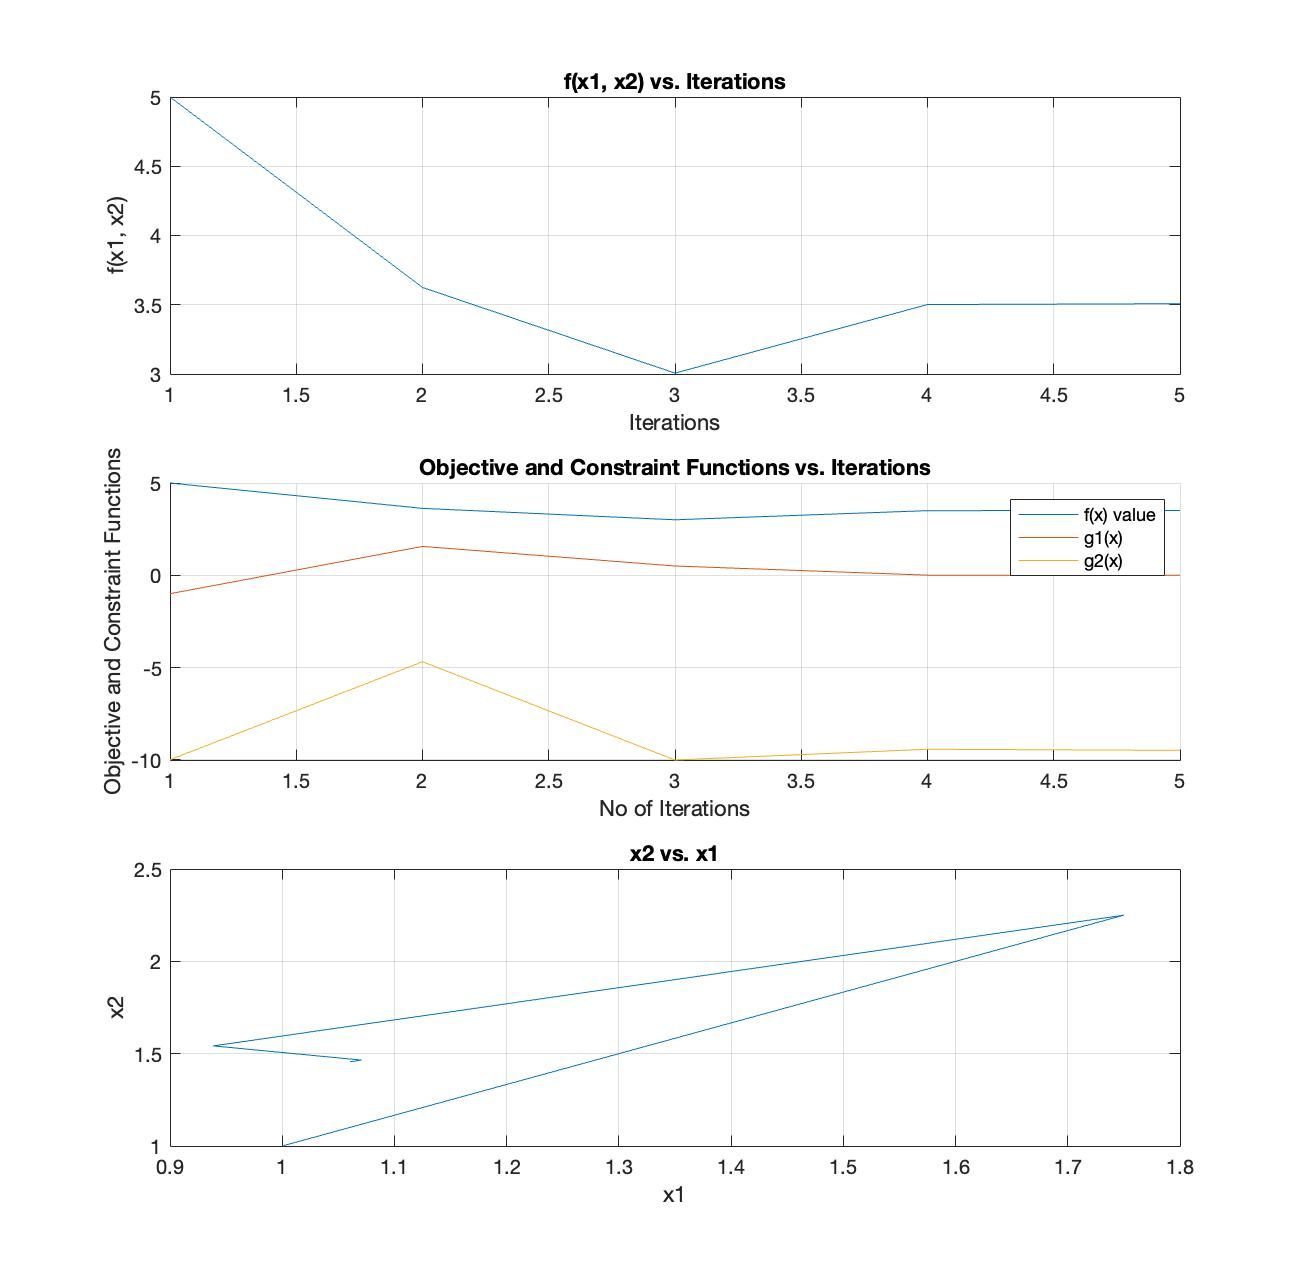 f(x1, x2) vs. Iterations
5
4.5
4
3.5
3
f(x1, x2)
1 1.5 2 2.5 3 3.5 4 4.5 5
Iterations
Objective and Constraint Functions vs. Iterations
5
0
-5
-10
Objective and Constraint Functions
f(x) value
g1(x)
g2(x)
1 1.5 2 2.5 3 3.5 4 4.5 5
No of Iterations
x2 vs. x1
2.5
2
1.5
1
x2
0.9 1 1.1 1.2 1.3 1.4 1.5 1.6 1.7 1.8
x1